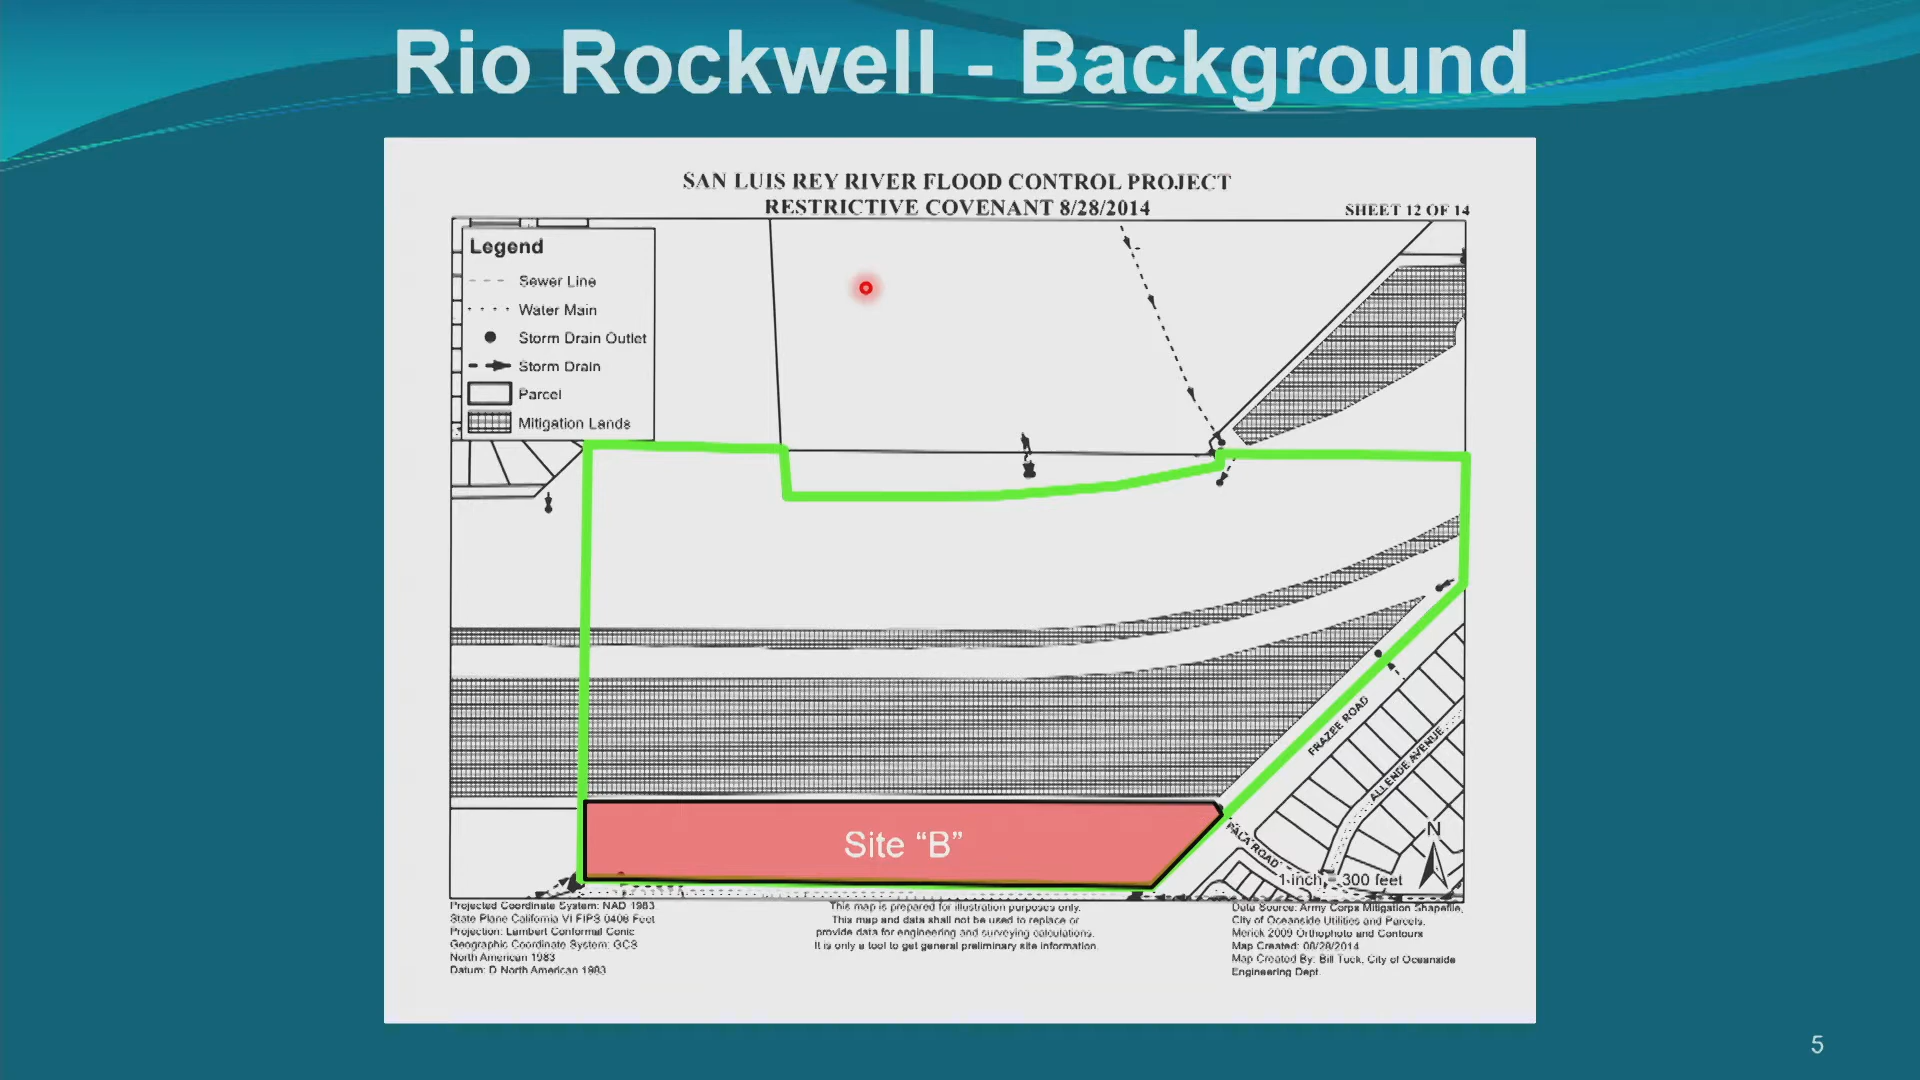 Rio Rockwell - Background
SAN LUIS REY RIVER FLOOD CONTROL PROJECT
RESTRICTIVE COVENANT 8/28/2014
SHEET 12 OF 14
Legend
Sewer Line
Water Main
Storm Drain Outlet
Storm Drain
Parcel
Mitigation Lands
FRAZEE ROAD
ALLENDE AVENUE
PALA ROAD
Site “B”
N
1 inch = 300 feet
Projected Coordinate System: NAD 1983
State Plane California VI FIPS 0406 Feet
Projection: Lambert Conformal Conic
Geographic Coordinate System: GCS
North American 1983
Datum: D North American 1983
This map is prepared for illustration purposes only.
This map and data shall not be used to replace or
provide data for engineering and surveying calculations.
It is only a tool to get general preliminary site information.
Data Source: Army Corps Mitigation Shapefile,
City of Oceanside Utilities and Parcels,
Merick 2009 Orthophoto and Contours
Map Created: 08/28/2014
Map Created By: Bill Tuck, City of Oceanside
Engineering Dept.
5